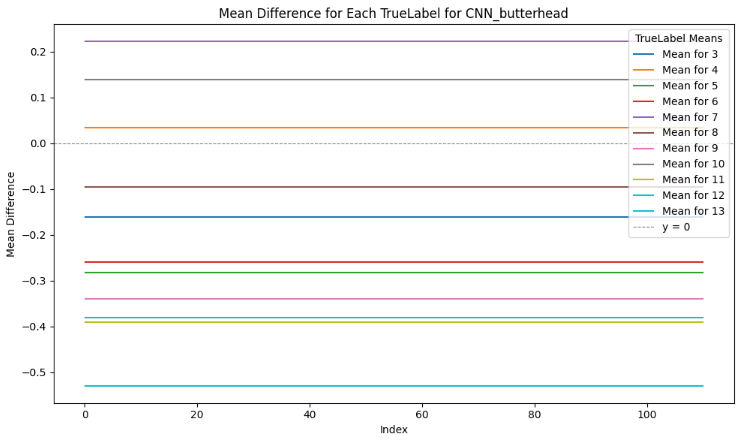 Mean Difference for Each TrueLabel for CNN_butterhead
TrueLabel Means
Mean for 3
Mean for 4
Mean for 5
Mean for 6
Mean for 7
Mean for 8
Mean for 9
Mean for 10
Mean for 11
Mean for 12
Mean for 13
y = 0
Mean Difference
0.2
0.1
0.0
−0.1
−0.2
−0.3
−0.4
−0.5
0 20 40 60 80 100
Index